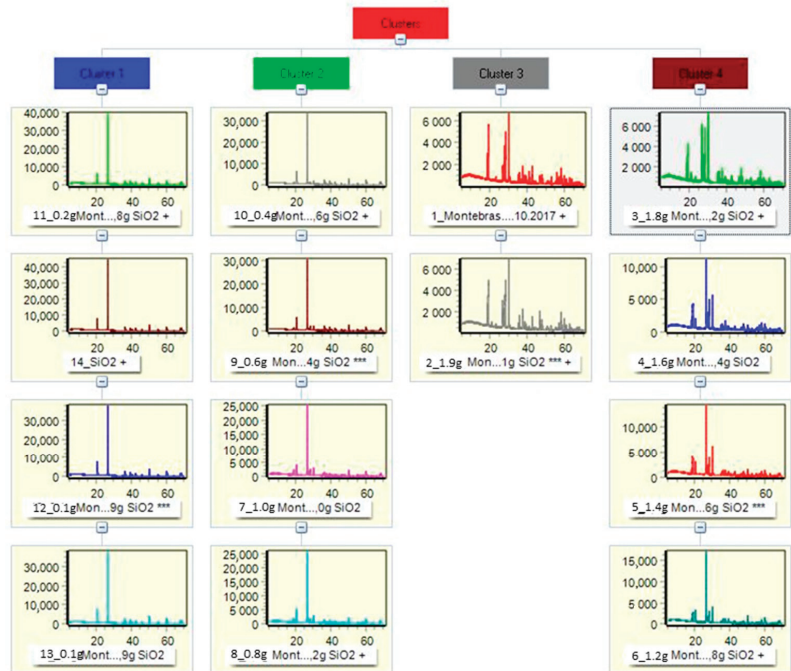 Clusters
Cluster 1
Cluster 2
Cluster 3
Cluster 4
40,000
30,000
20,000
10,000
0
20 40 60
11_0.2gMont...,8g SiO2 +
30,000
20,000
10,000
0
20 40 60
10_0.4gMont...,6g SiO2 +
6 000
4 000
2 000
20 40 60
1_Montebras....10.2017 +
6 000
4 000
2 000
20 40 60
3_1.8g Mont...,2g SiO2 +
40,000
30,000
20,000
10,000
0
20 40 60
14_SiO2 +
30,000
20,000
10,000
0
20 40 60
9_0.6g Mon...4g SiO2 ***
6 000
4 000
2 000
20 40 60
2_1.9g Mon...1g SiO2 *** +
10,000
5 000
0
20 40 60
4_1.6g Mont...,4g SiO2
30,000
20,000
10,000
0
20 40 60
12_0.1gMon...9g SiO2 ***
25,000
20,000
15,000
10,000
5 000
0
20 40 60
7_1.0g Mont...,0g SiO2
10,000
5 000
0
20 40 60
5_1.4g Mon...6g SiO2 ***
30,000
20,000
10,000
0
20 40 60
13_0.1gMont...,9g SiO2
25,000
20,000
15,000
10,000
5 000
0
20 40 60
8_0.8g Mont...,2g SiO2 +
15,000
10,000
5 000
0
20 40 60
6_1.2g Mont...,8g SiO2 +